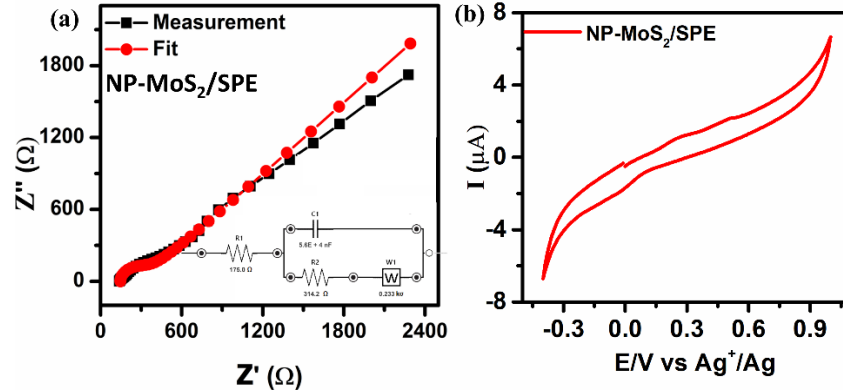 (a)
Measurement
Fit
NP-MoS₂/SPE
Z'' (Ω)
1800
1200
600
0
C1
5.6E + 4 nF
R1
176.0 Ω
R2
314.2 Ω
W
W1
0.233 kσ
0 600 1200 1800 2400
Z' (Ω)
(b)
NP-MoS₂/SPE
I (μA)
8
4
0
-4
-8
-0.3 0.0 0.3 0.6 0.9
E/V vs Ag⁺/Ag